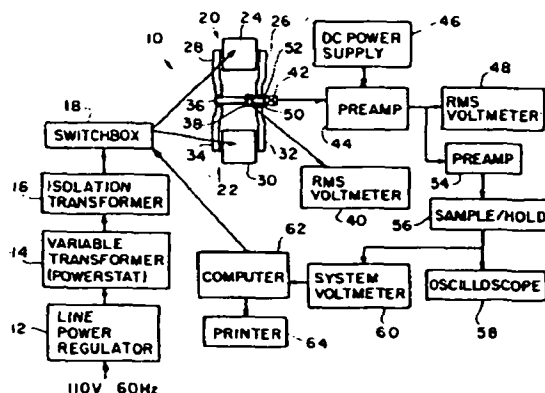 10
20
24
26
28
52
42
46
DC POWER
SUPPLY
48
18
36
38
50
PREAMP
44
RMS
VOLTMETER
SWITCHBOX
34
30
32
22
PREAMP
54
16
ISOLATION
TRANSFORMER
RMS
VOLTMETER
40
56
SAMPLE/HOLD
62
14
VARIABLE
TRANSFORMER
(POWERSTAT)
COMPUTER
SYSTEM
VOLTMETER
60
OSCILLOSCOPE
58
12
LINE
POWER
REGULATOR
PRINTER
64
110V 60Hz